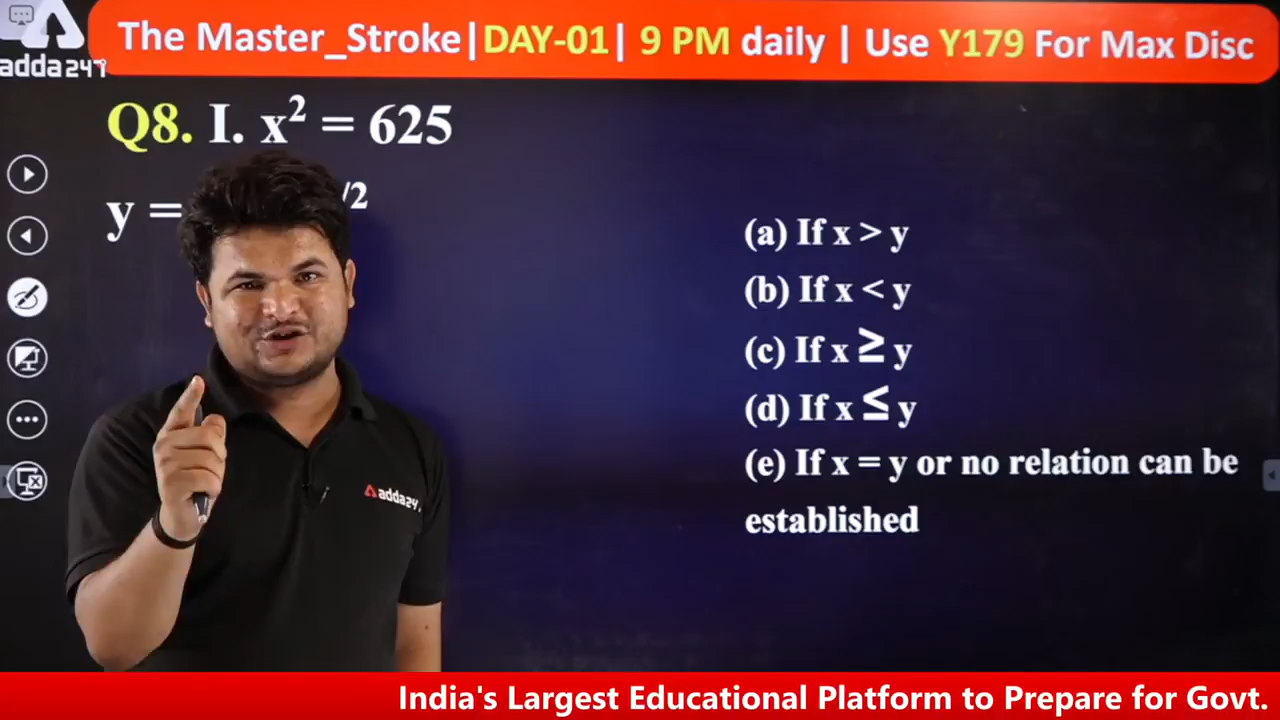 The Master_Stroke|DAY-01| 9 PM daily | Use Y179 For Max Disc
adda247
Q8. I. x² = 625
y = /2
(a) If x > y
(b) If x < y
(c) If x ≥ y
(d) If x ≤ y
(e) If x = y or no relation can be
established
adda247
India's Largest Educational Platform to Prepare for Govt.